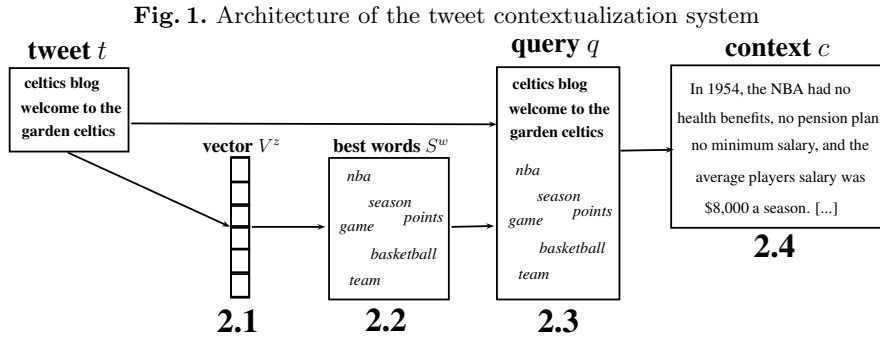 Fig. 1. Architecture of the tweet contextualization system
tweet t
celtics blog
welcome to the
garden celtics
vector V^z
2.1
best words S^w
nba
season
points
game
basketball
team
2.2
query q
celtics blog
welcome to the
garden celtics
nba
season
points
game
basketball
team
2.3
context c
In 1954, the NBA had no
health benefits, no pension plan,
no minimum salary, and the
average players salary was
$8,000 a season. [...]
2.4